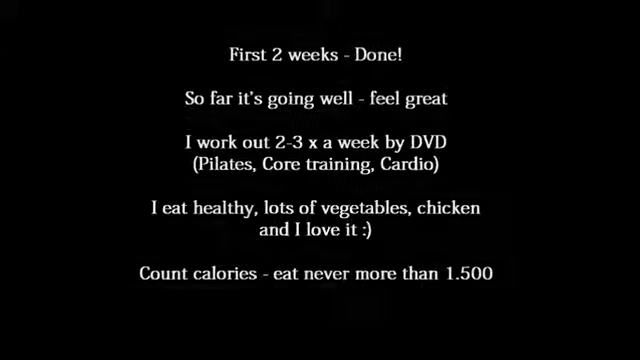 First 2 weeks - Done!
So far it's going well - feel great
I work out 2-3 x a week by DVD
(Pilates, Core training, Cardio)
I eat healthy, lots of vegetables, chicken
and I love it :)
Count calories - eat never more than 1.500